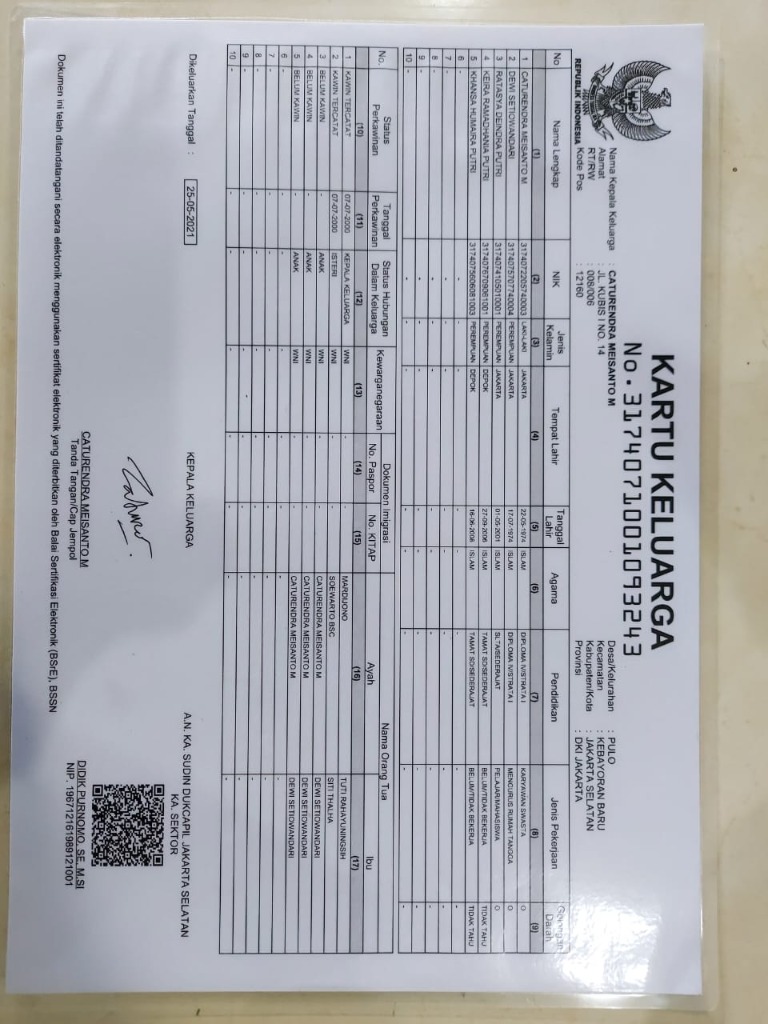 KARTU KELUARGA
No. 3174071001093243
REPUBLIK INDONESIA
Nama Kepala Keluarga : CATURENDRA MEISANTO M
Alamat : JL. KUBIS I NO. 14
RT/RW : 008/006
Kode Pos : 12160
Desa/Kelurahan : PULO
Kecamatan : KEBAYORAN BARU
Kabupaten/Kota : JAKARTA SELATAN
Provinsi : DKI JAKARTA
No Nama Lengkap NIK Jenis Kelamin Tempat Lahir Tanggal Lahir Agama Pendidikan Jenis Pekerjaan Golongan Darah
(1) (2) (3) (4) (5) (6) (7) (8) (9)
1 CATURENDRA MEISANTO M 3174072205740003 LAKI-LAKI JAKARTA 22-05-1974 ISLAM DIPLOMA IV/STRATA I KARYAWAN SWASTA O
2 DEWI SETIOWANDARI 3174075707740004 PEREMPUAN JAKARTA 17-07-1974 ISLAM DIPLOMA IV/STRATA I MENGURUS RUMAH TANGGA O
3 RATASYA DEINDRA PUTRI 3174074105010001 PEREMPUAN JAKARTA 01-05-2001 ISLAM SLTA/SEDERAJAT PELAJAR/MAHASISWA O
4 KEIRA RAMADHANIA PUTRI 3174076709061001 PEREMPUAN DEPOK 27-09-2006 ISLAM TAMAT SD/SEDERAJAT BELUM/TIDAK BEKERJA TIDAK TAHU
5 KHANSA HUMAIRA PUTRI 3174075606081003 PEREMPUAN DEPOK 16-06-2008 ISLAM TAMAT SD/SEDERAJAT BELUM/TIDAK BEKERJA TIDAK TAHU
6 - - - - - - - - -
7 - - - - - - - - -
8 - - - - - - - - -
9 - - - - - - - - -
10 - - - - - - - - -
No. Status Perkawinan Tanggal Perkawinan Status Hubungan Dalam Keluarga Kewarganegaraan Dokumen Imigrasi Nama Orang Tua
No. Paspor No. KITAP Ayah Ibu
(10) (11) (12) (13) (14) (15) (16) (17)
1 KAWIN TERCATAT 07-07-2000 KEPALA KELUARGA WNI - - MARDIJONO TUTI RAHAYUNINGSIH
2 KAWIN TERCATAT 07-07-2000 ISTERI WNI - - SOEWARTO BSC SITI THALHA
3 BELUM KAWIN - ANAK WNI - - CATURENDRA MEISANTO M DEWI SETIOWANDARI
4 BELUM KAWIN - ANAK WNI - - CATURENDRA MEISANTO M DEWI SETIOWANDARI
5 BELUM KAWIN - ANAK WNI - - CATURENDRA MEISANTO M DEWI SETIOWANDARI
6 - - - - - - - -
7 - - - - - - - -
8 - - - - - - - -
9 - - - - - - - -
10 - - - - - - - -
Dikeluarkan Tanggal : 25-05-2021
KEPALA KELUARGA
CATURENDRA MEISANTO M
Tanda Tangan/Cap Jempol
A.N. KA. SUDIN DUKCAPIL JAKARTA SELATAN
KA. SEKTOR
DIDIK PURNOMO, SE, M.SI
NIP. 196712161989121001
Dokumen ini telah ditandatangani secara elektronik menggunakan sertifikat elektronik yang diterbitkan oleh Balai Sertifikasi Elektronik (BSrE), BSSN